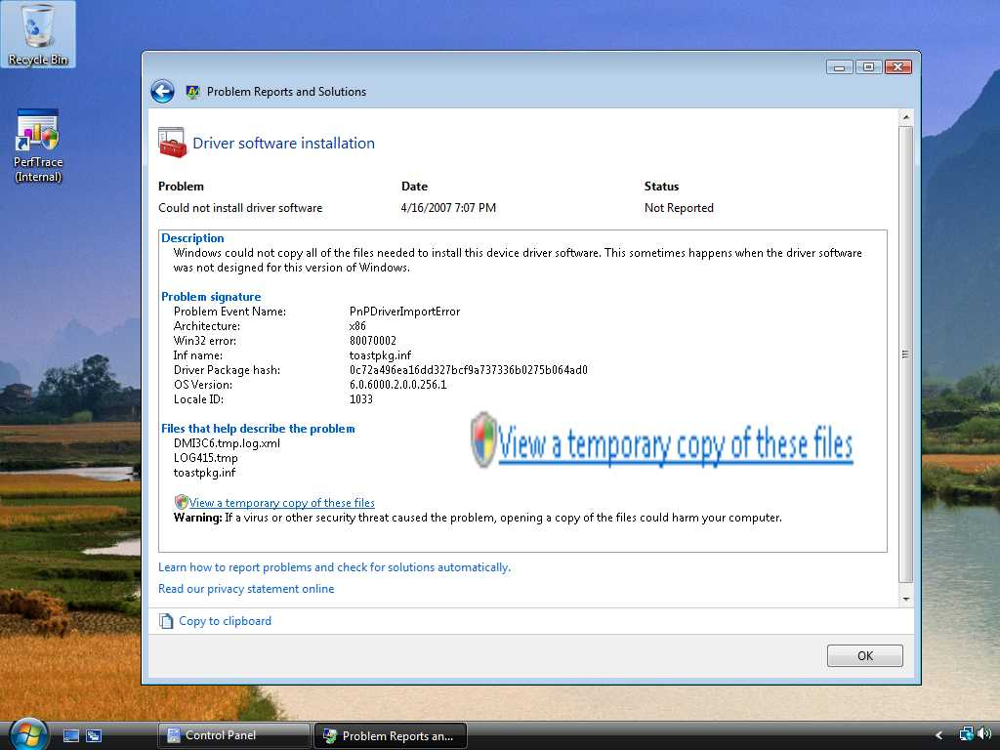 Recycle Bin
PerfTrace
(Internal)
Problem Reports and Solutions
Driver software installation
Problem Date Status
Could not install driver software 4/16/2007 7:07 PM Not Reported
Description
Windows could not copy all of the files needed to install this device driver software. This sometimes happens when the driver software
was not designed for this version of Windows.
Problem signature
Problem Event Name: PnPDriverImportError
Architecture: x86
Win32 error: 80070002
Inf name: toastpkg.inf
Driver Package hash: 0c72a496ea16dd327bcf9a737336b0275b064ad0
OS Version: 6.0.6000.2.0.0.256.1
Locale ID: 1033
Files that help describe the problem
DMI3C6.tmp.log.xml
LOG415.tmp
toastpkg.inf
View a temporary copy of these files
View a temporary copy of these files
Warning: If a virus or other security threat caused the problem, opening a copy of the files could harm your computer.
Learn how to report problems and check for solutions automatically.
Read our privacy statement online
Copy to clipboard
OK
Control Panel
Problem Reports an...